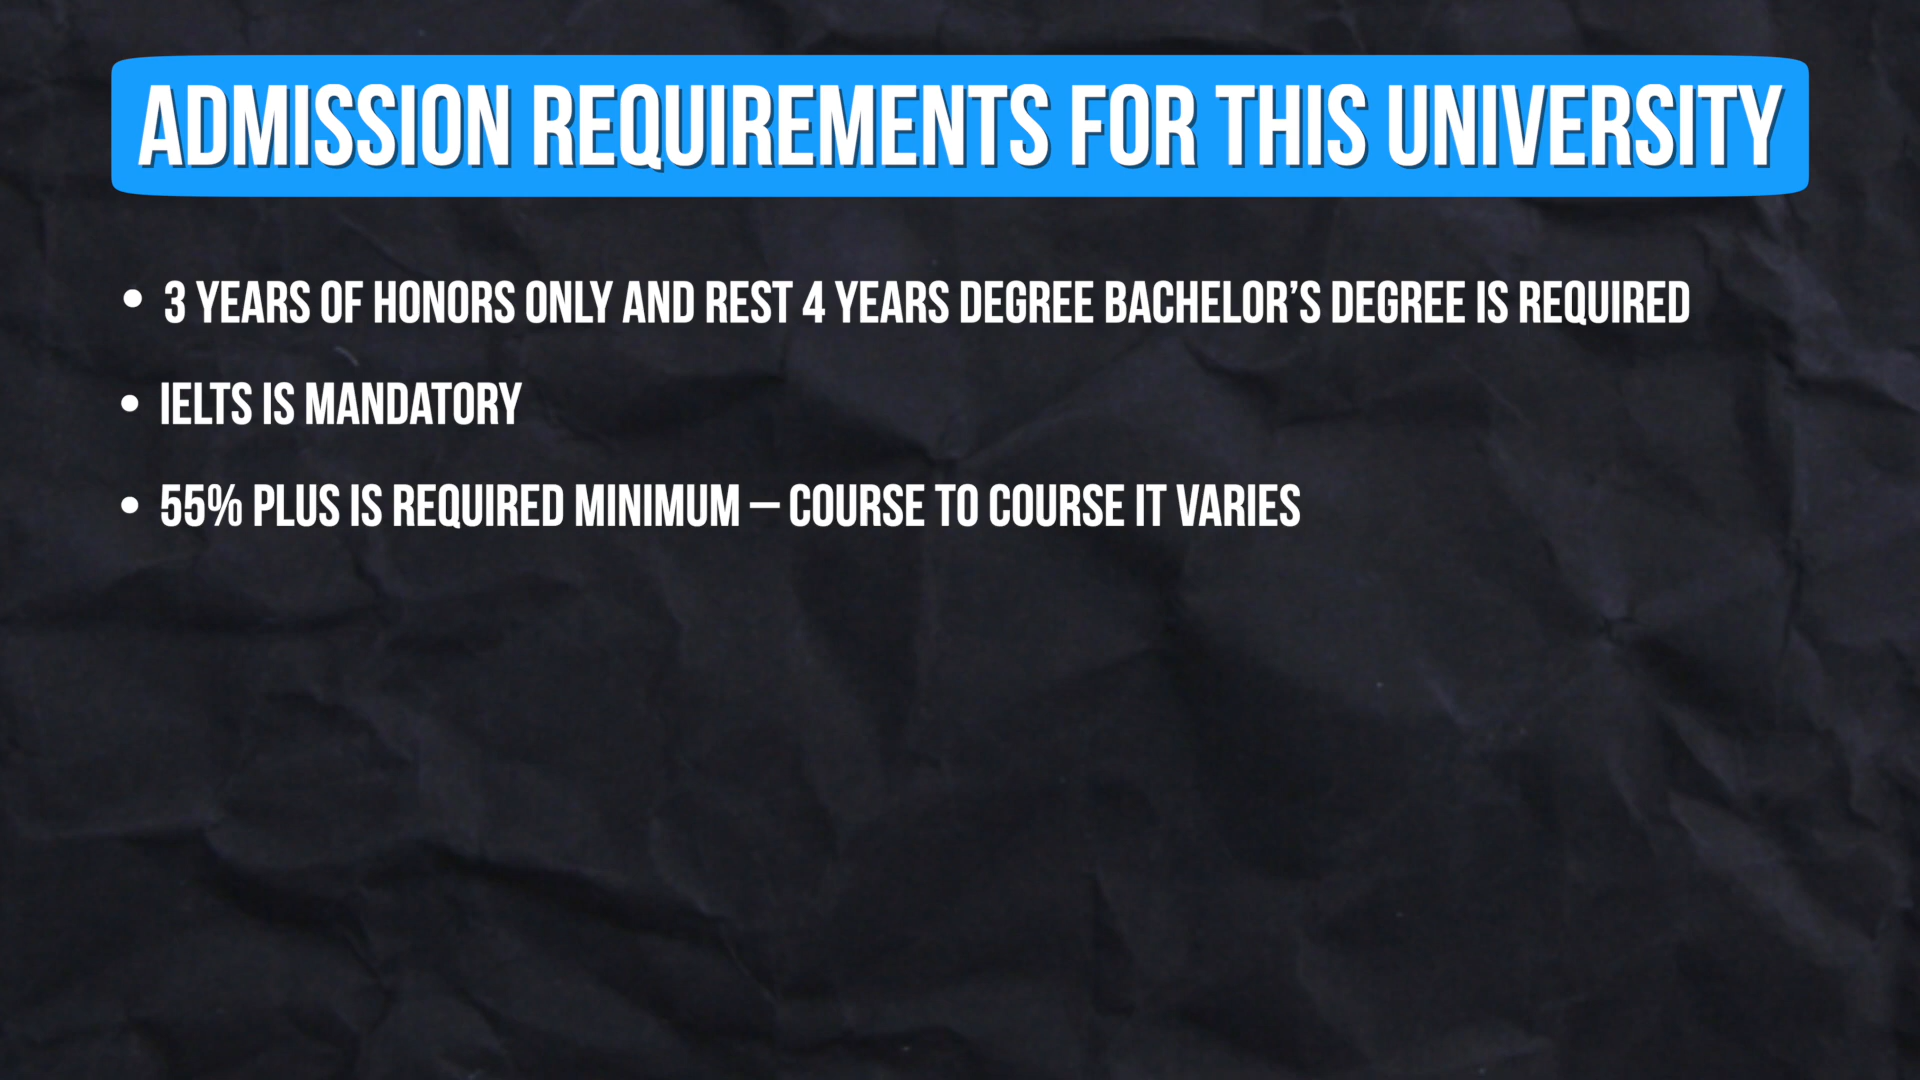 ADMISSION REQUIREMENTS FOR THIS UNIVERSITY
• 3 YEARS OF HONORS ONLY AND REST 4 YEARS DEGREE BACHELOR’S DEGREE IS REQUIRED
• IELTS IS MANDATORY
• 55% PLUS IS REQUIRED MINIMUM – COURSE TO COURSE IT VARIES